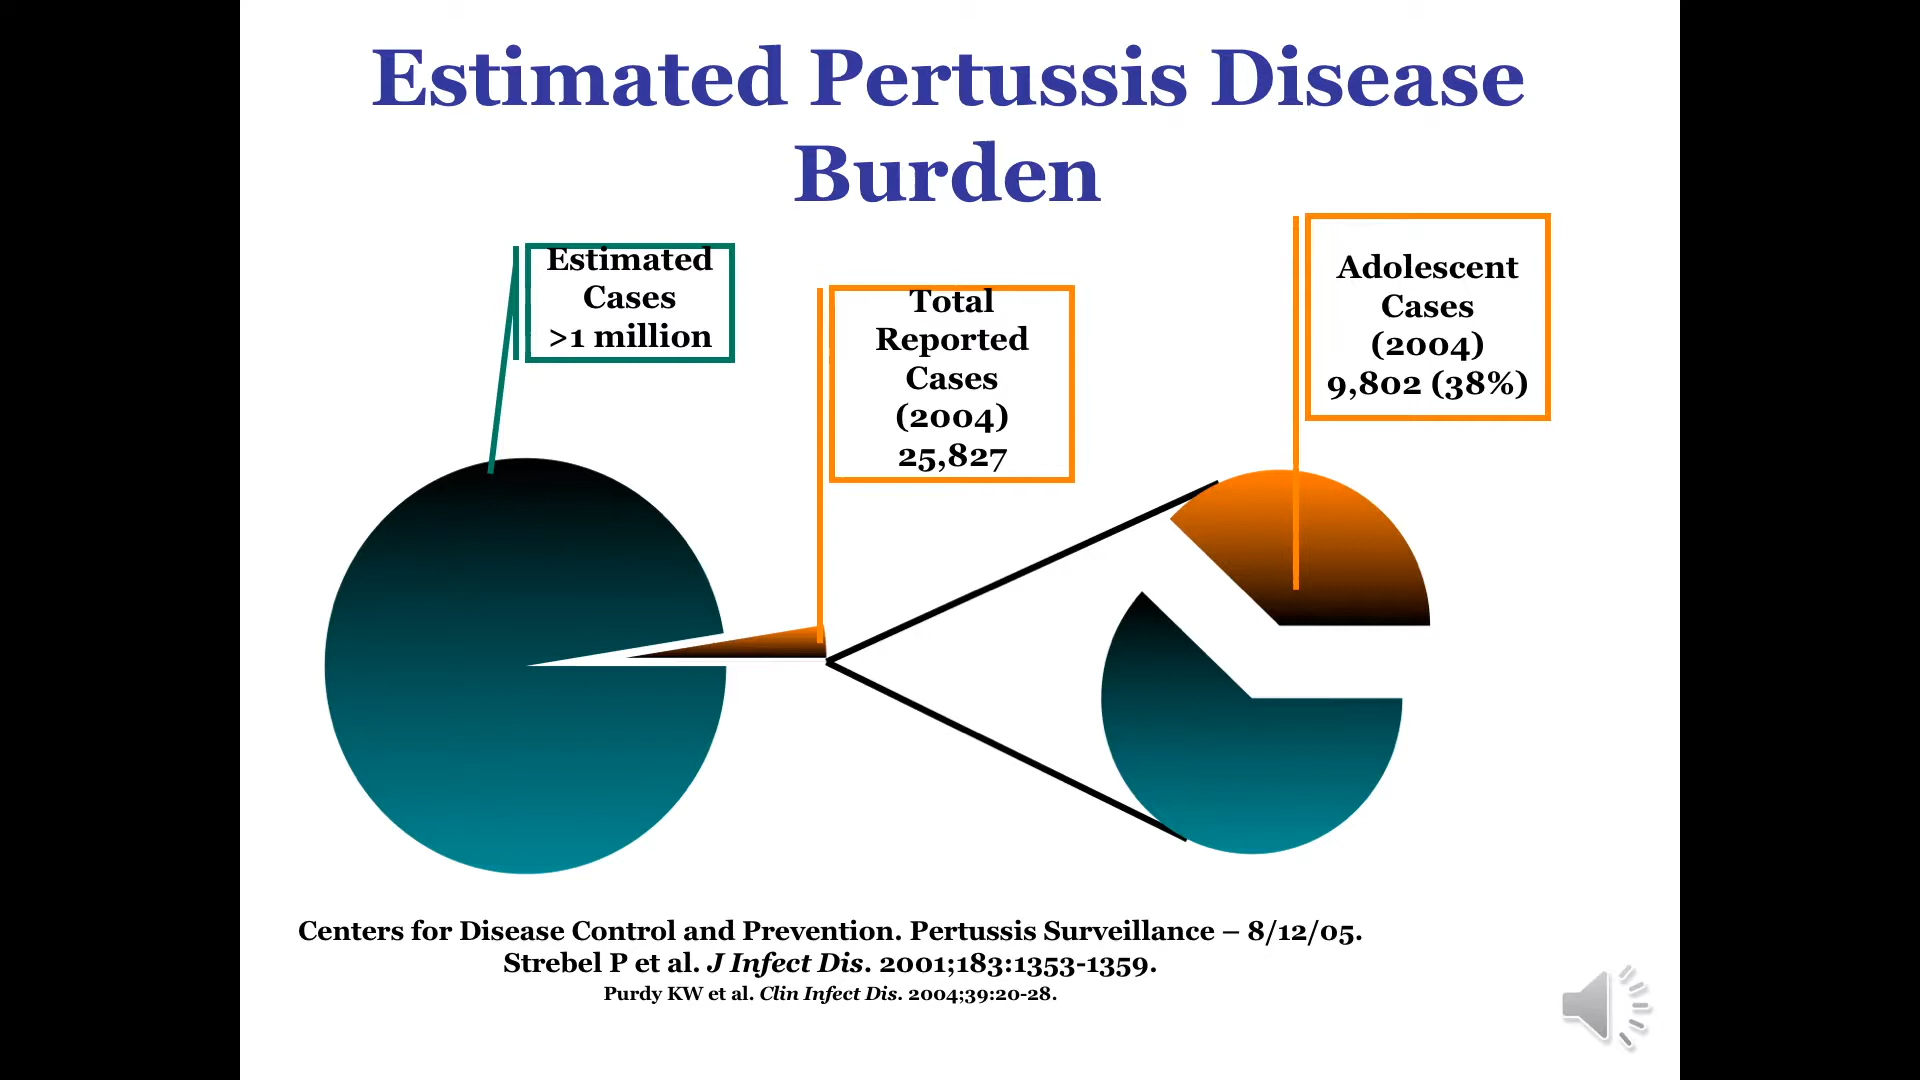 Estimated Pertussis Disease
Burden
Estimated
Cases
>1 million
Total
Reported
Cases
(2004)
25,827
Adolescent
Cases
(2004)
9,802 (38%)
Centers for Disease Control and Prevention. Pertussis Surveillance – 8/12/05.
Strebel P et al. J Infect Dis. 2001;183:1353-1359.
Purdy KW et al. Clin Infect Dis. 2004;39:20-28.